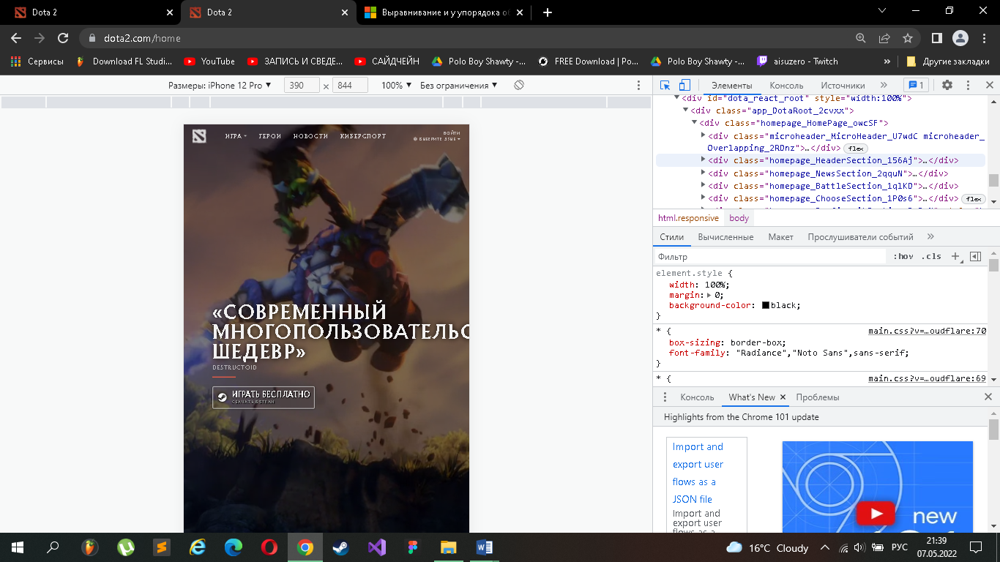 Dota 2
Dota 2
Выравнивание и у упорядока об
dota2.com/home
Сервисы
Download FL Studi...
YouTube
ЗАПИСЬ И СВЕДЕ...
САЙДЧЕЙН
Polo Boy Shawty -...
FREE Download | Po...
Polo Boy Shawty -...
aisuzero - Twitch
»
Другие закладки
Размеры: iPhone 12 Pro
390 × 844
100%
Без ограничения
Элементы
Консоль
Источники
»
1
<div id="dota_react_root" style="width:100%">
<div class="app_DotaRoot_2cvxx">
<div class="homepage_HomePage_owcSF">
<div class="microheader_MicroHeader_U7wdC microheader_
Overlapping_2RDnz">…</div> flex
<div class="homepage_HeaderSection_156Aj">…</div>
<div class="homepage_NewsSection_2qquN">…</div>
<div class="homepage_BattleSection_1qlKD">…</div>
<div class="homepage_ChooseSection_1P0s6">…</div> flex
html.responsive
body
Стили
Вычисленные
Макет
Прослушиватели событий
»
Фильтр
:hov
.cls
element.style {
width: 100%;
margin: 0;
background-color: black;
}
* {
main.css?v=…oudflare:70
box-sizing: border-box;
font-family: "Radiance","Noto Sans",sans-serif;
}
* {
main.css?v=…oudflare:69
Консоль
What's New
Проблемы
Highlights from the Chrome 101 update
Import and
export user
flows as a
JSON file
Import and
export user
flows as a
new
ИГРА
ГЕРОИ
НОВОСТИ
КИБЕРСПОРТ
ВОЙТИ
ВЫБЕРИТЕ ЯЗЫК
«СОВРЕМЕННЫЙ
МНОГОПОЛЬЗОВАТЕЛЬС
ШЕДЕВР»
DESTRUCTOID
ИГРАТЬ БЕСПЛАТНО
СКАЧАТЬ В STEAM
16°C Cloudy
РУС
21:39
07.05.2022